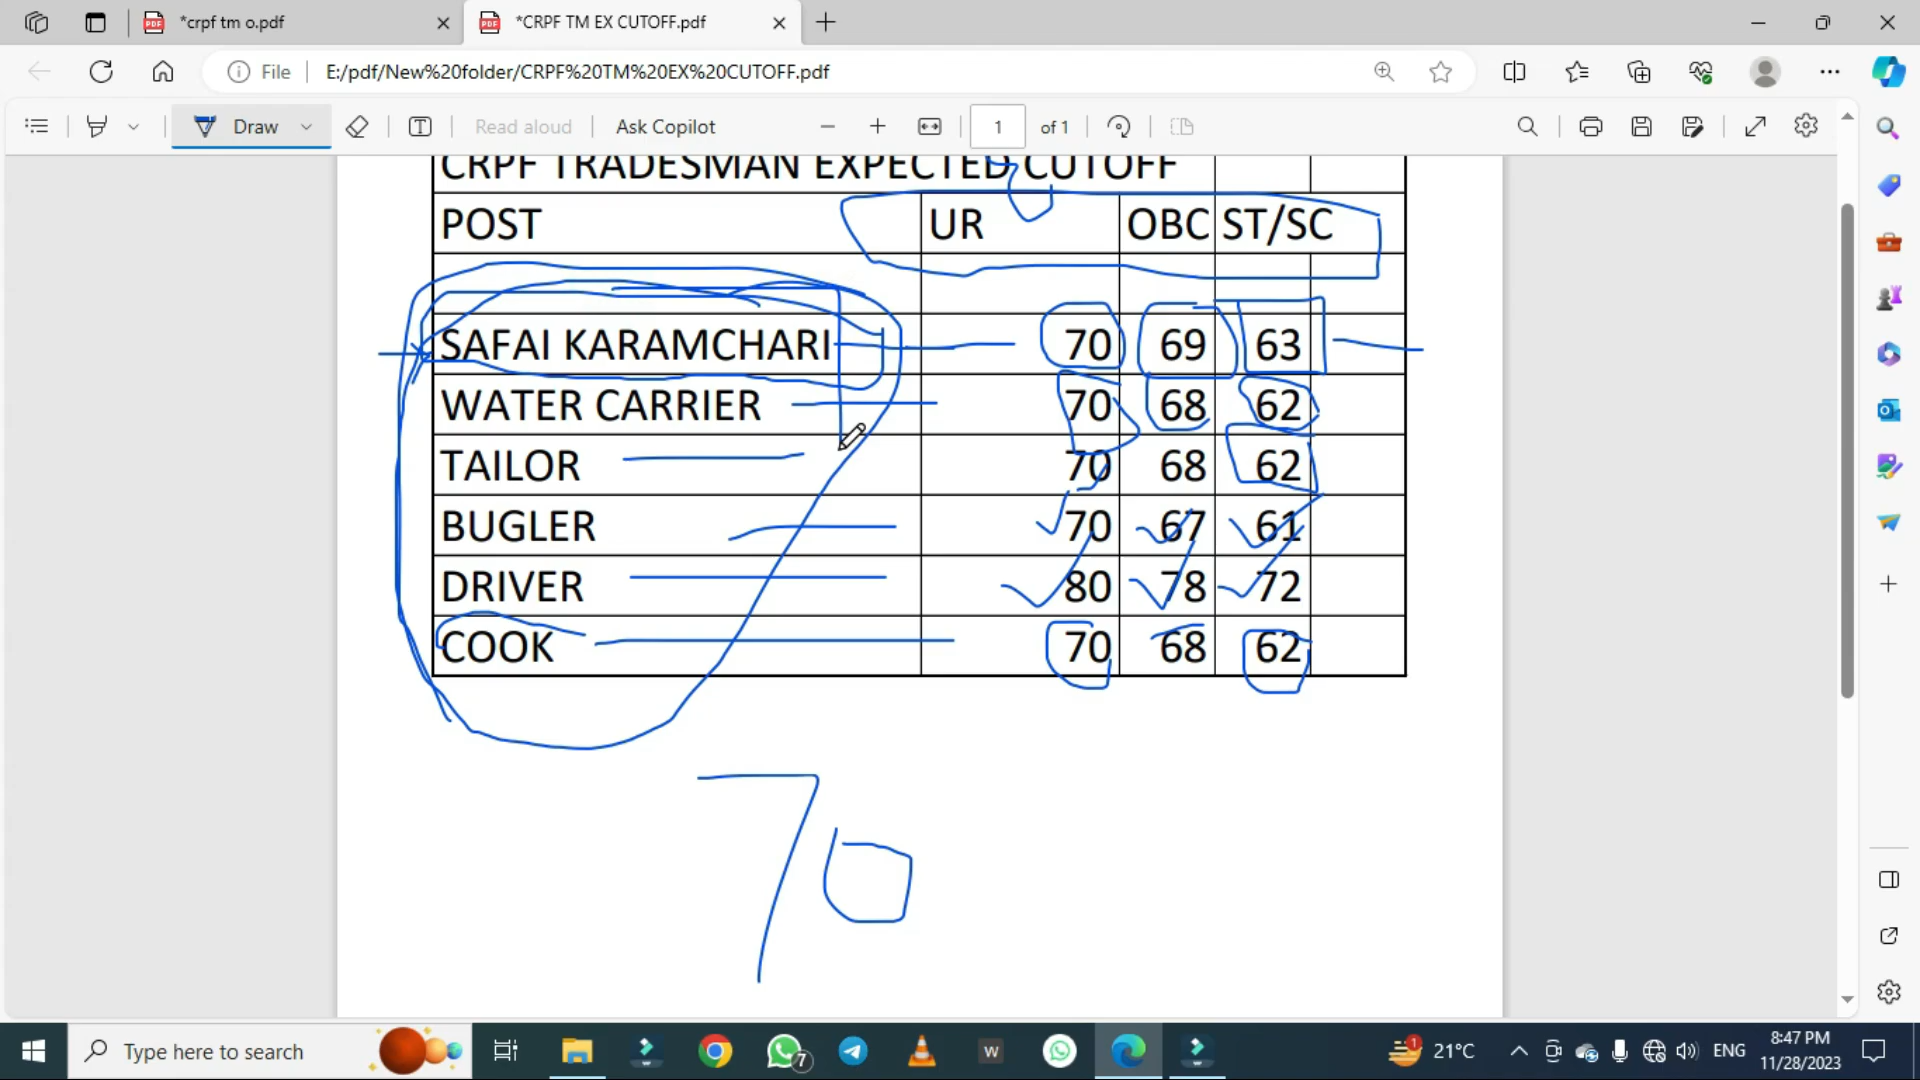 *crpf tm o.pdf
*CRPF TM EX CUTOFF.pdf
File E:/pdf/New%20folder/CRPF%20TM%20EX%20CUTOFF.pdf
Draw
Read aloud
Ask Copilot
1 of 1
CRPF TRADESMAN EXPECTED CUTOFF
POST UR OBC ST/SC
SAFAI KARAMCHARI 70 69 63
WATER CARRIER 70 68 62
TAILOR 70 68 62
BUGLER 70 67 61
DRIVER 80 78 72
COOK 70 68 62
70
Type here to search
7
W
1
21°C
ENG
8:47 PM
11/28/2023